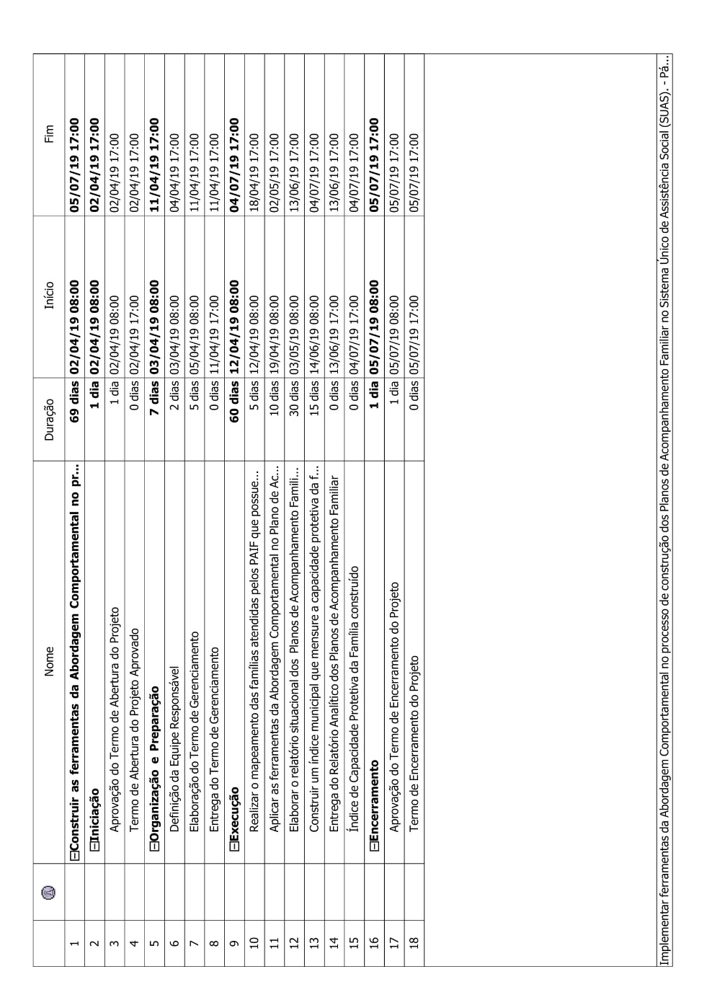 Nome Duração Início Fim
1 Construir as ferramentas da Abordagem Comportamental no pr... 69 dias 02/04/19 08:00 05/07/19 17:00
2 Iniciação 1 dia 02/04/19 08:00 02/04/19 17:00
3 Aprovação do Termo de Abertura do Projeto 1 dia 02/04/19 08:00 02/04/19 17:00
4 Termo de Abertura do Projeto Aprovado 0 dias 02/04/19 17:00 02/04/19 17:00
5 Organização e Preparação 7 dias 03/04/19 08:00 11/04/19 17:00
6 Definição da Equipe Responsável 2 dias 03/04/19 08:00 04/04/19 17:00
7 Elaboração do Termo de Gerenciamento 5 dias 05/04/19 08:00 11/04/19 17:00
8 Entrega do Termo de Gerenciamento 0 dias 11/04/19 17:00 11/04/19 17:00
9 Execução 60 dias 12/04/19 08:00 04/07/19 17:00
10 Realizar o mapeamento das famílias atendidas pelos PAIF que possue... 5 dias 12/04/19 08:00 18/04/19 17:00
11 Aplicar as ferramentas da Abordagem Comportamental no Plano de Ac... 10 dias 19/04/19 08:00 02/05/19 17:00
12 Elaborar o relatório situacional dos Planos de Acompanhamento Famili... 30 dias 03/05/19 08:00 13/06/19 17:00
13 Construir um índice municipal que mensure a capacidade protetiva da f... 15 dias 14/06/19 08:00 04/07/19 17:00
14 Entrega do Relatório Analítico dos Planos de Acompanhamento Familiar 0 dias 13/06/19 17:00 13/06/19 17:00
15 Índice de Capacidade Protetiva da Família construído 0 dias 04/07/19 17:00 04/07/19 17:00
16 Encerramento 1 dia 05/07/19 08:00 05/07/19 17:00
17 Aprovação do Termo de Encerramento do Projeto 1 dia 05/07/19 08:00 05/07/19 17:00
18 Termo de Encerramento do Projeto 0 dias 05/07/19 17:00 05/07/19 17:00
Implementar ferramentas da Abordagem Comportamental no processo de construção dos Planos de Acompanhamento Familiar no Sistema Único de Assistência Social (SUAS). - Pá...